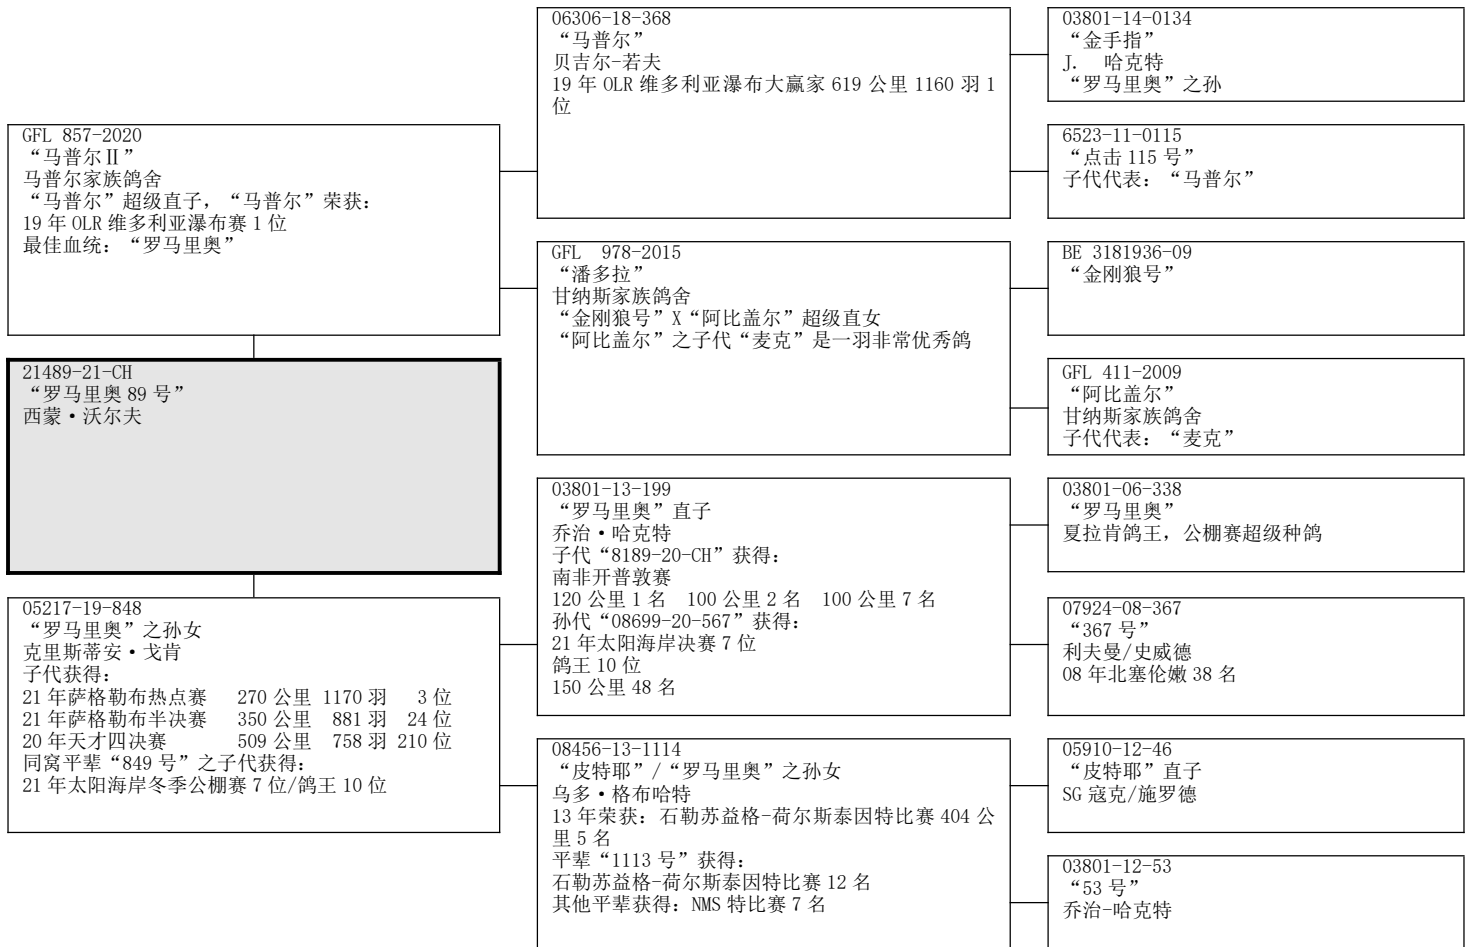 GFL 857-2020
“马普尔Ⅱ”
马普尔家族鸽舍
“马普尔”超级直子，“马普尔”荣获：
19 年 OLR 维多利亚瀑布赛 1 位
最佳血统：“罗马里奥”
21489-21-CH
“罗马里奥 89 号”
西蒙•沃尔夫
05217-19-848
“罗马里奥”之孙女
克里斯蒂安•戈肯
子代获得：
21 年萨格勒布热点赛 270 公里 1170 羽 3 位
21 年萨格勒布半决赛 350 公里 881 羽 24 位
20 年天才四决赛 509 公里 758 羽 210 位
同窝平辈“849 号”之子代获得：
21 年太阳海岸冬季公棚赛 7 位/鸽王 10 位
06306-18-368
“马普尔”
贝吉尔-若夫
19 年 OLR 维多利亚瀑布大赢家 619 公里 1160 羽 1
位
GFL 978-2015
“潘多拉”
甘纳斯家族鸽舍
“金刚狼号”X“阿比盖尔”超级直女
“阿比盖尔”之子代“麦克”是一羽非常优秀鸽
03801-13-199
“罗马里奥”直子
乔治•哈克特
子代“8189-20-CH”获得：
南非开普敦赛
120 公里 1 名 100 公里 2 名 100 公里 7 名
孙代“08699-20-567”获得：
21 年太阳海岸决赛 7 位
鸽王 10 位
150 公里 48 名
08456-13-1114
“皮特耶”/“罗马里奥”之孙女
乌多•格布哈特
13 年荣获：石勒苏益格-荷尔斯泰因特比赛 404 公
里 5 名
平辈“1113 号”获得：
石勒苏益格-荷尔斯泰因特比赛 12 名
其他平辈获得：NMS 特比赛 7 名
03801-14-0134
“金手指”
J. 哈克特
“罗马里奥”之孙
6523-11-0115
“点击 115 号”
子代代表：“马普尔”
BE 3181936-09
“金刚狼号”
GFL 411-2009
“阿比盖尔”
甘纳斯家族鸽舍
子代代表：“麦克”
03801-06-338
“罗马里奥”
夏拉肯鸽王，公棚赛超级种鸽
07924-08-367
“367 号”
利夫曼/史威德
08 年北塞伦嫩 38 名
05910-12-46
“皮特耶”直子
SG 寇克/施罗德
03801-12-53
“53 号”
乔治-哈克特